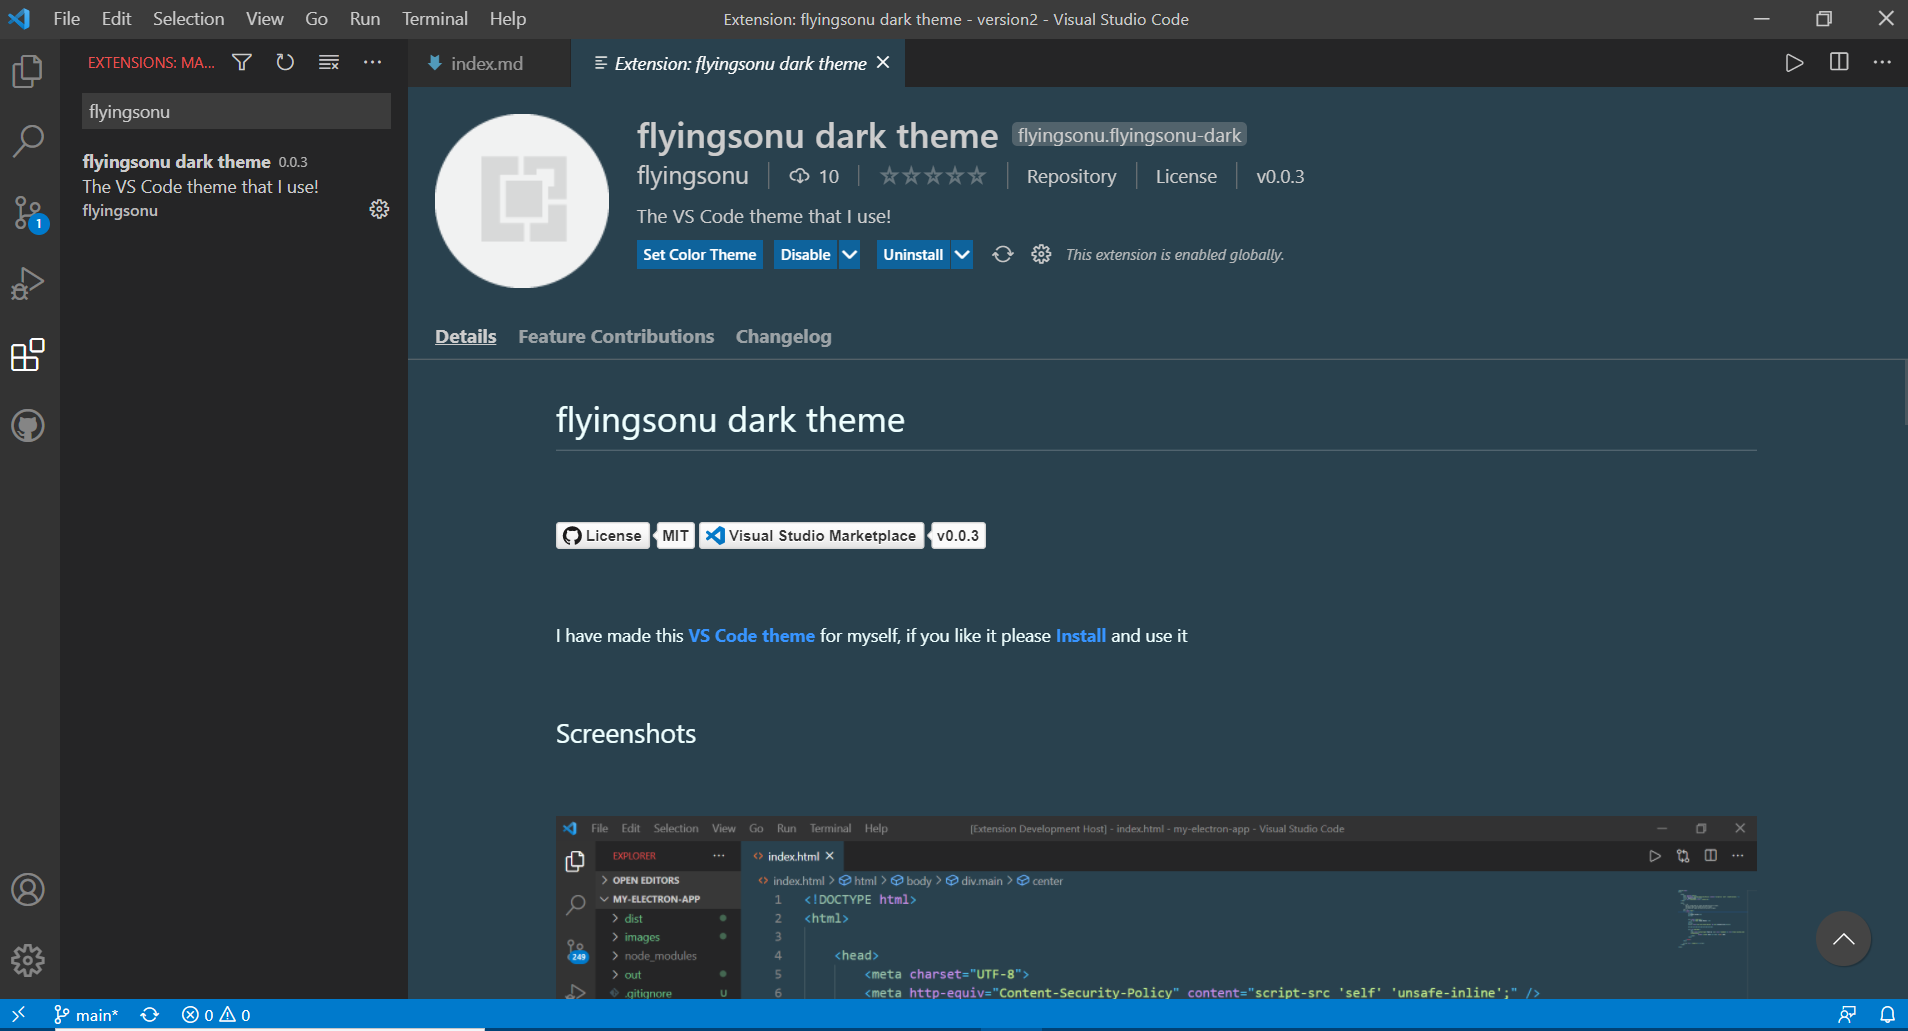 File Edit Selection View Go Run Terminal Help
Extension: flyingsonu dark theme - version2 - Visual Studio Code
EXTENSIONS: MA...
index.md
Extension: flyingsonu dark theme
flyingsonu
flyingsonu dark theme 0.0.3
The VS Code theme that I use!
flyingsonu
1
flyingsonu dark theme flyingsonu.flyingsonu-dark
flyingsonu 10 Repository License v0.0.3
The VS Code theme that I use!
Set Color Theme Disable Uninstall This extension is enabled globally.
Details Feature Contributions Changelog
flyingsonu dark theme
License MIT Visual Studio Marketplace v0.0.3
I have made this VS Code theme for myself, if you like it please Install and use it
Screenshots
File Edit Selection View Go Run Terminal Help [Extension Development Host] - index.html - my-electron-app - Visual Studio Code
EXPLORER ... index.html
OPEN EDITORS
MY-ELECTRON-APP
dist
images
node_modules
out
.gitignore U
249
index.html > html > body > div.main > center
1 <!DOCTYPE html>
2 <html>
3
4 <head>
5 <meta charset="UTF-8">
6 <meta http-equiv="Content-Security-Policy" content="script-src 'self' 'unsafe-inline';" />
main* 0 0